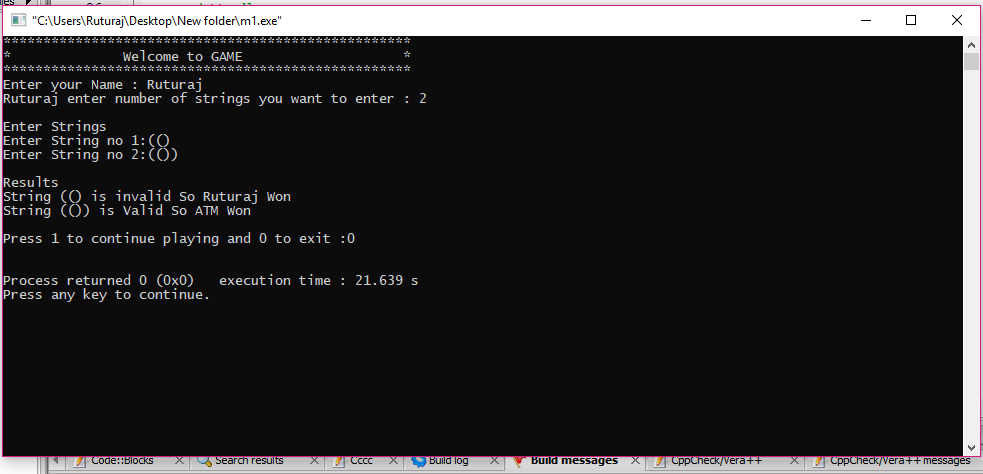 "C:\Users\Ruturaj\Desktop\New folder\m1.exe"
***************************************************
* Welcome to GAME *
***************************************************
Enter your Name : Ruturaj
Ruturaj enter number of strings you want to enter : 2
Enter Strings
Enter String no 1:(()
Enter String no 2:(())
Results
String (() is invalid So Ruturaj Won
String (()) is Valid So ATM Won
Press 1 to continue playing and 0 to exit :0
Process returned 0 (0x0) execution time : 21.639 s
Press any key to continue.
Code::Blocks Search results Cccc Build log Build messages CppCheck/Vera++ CppCheck/Vera++ messages